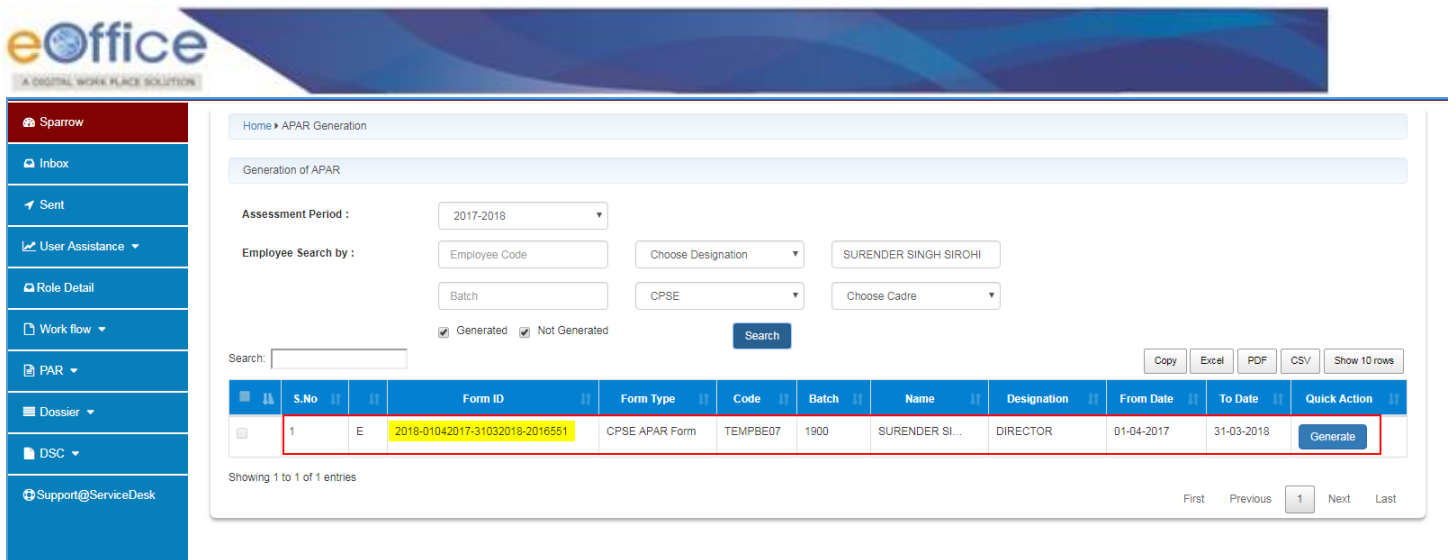 eOffice
A DIGITAL WORK PLACE SOLUTION
Sparrow
Inbox
Sent
User Assistance
Role Detail
Work flow
PAR
Dossier
DSC
Support@ServiceDesk
Home APAR Generation
Generation of APAR
Assessment Period : 2017-2018
Employee Search by : Employee Code Choose Designation SURENDER SINGH SIROHI
Batch CPSE Choose Cadre
Generated Not Generated Search
Search: Copy Excel PDF CSV Show 10 rows
S.No Form ID Form Type Code Batch Name Designation From Date To Date Quick Action
1 E 2018-01042017-31032018-2016551 CPSE APAR Form TEMPBE07 1900 SURENDER SI... DIRECTOR 01-04-2017 31-03-2018 Generate
Showing 1 to 1 of 1 entries
First Previous 1 Next Last